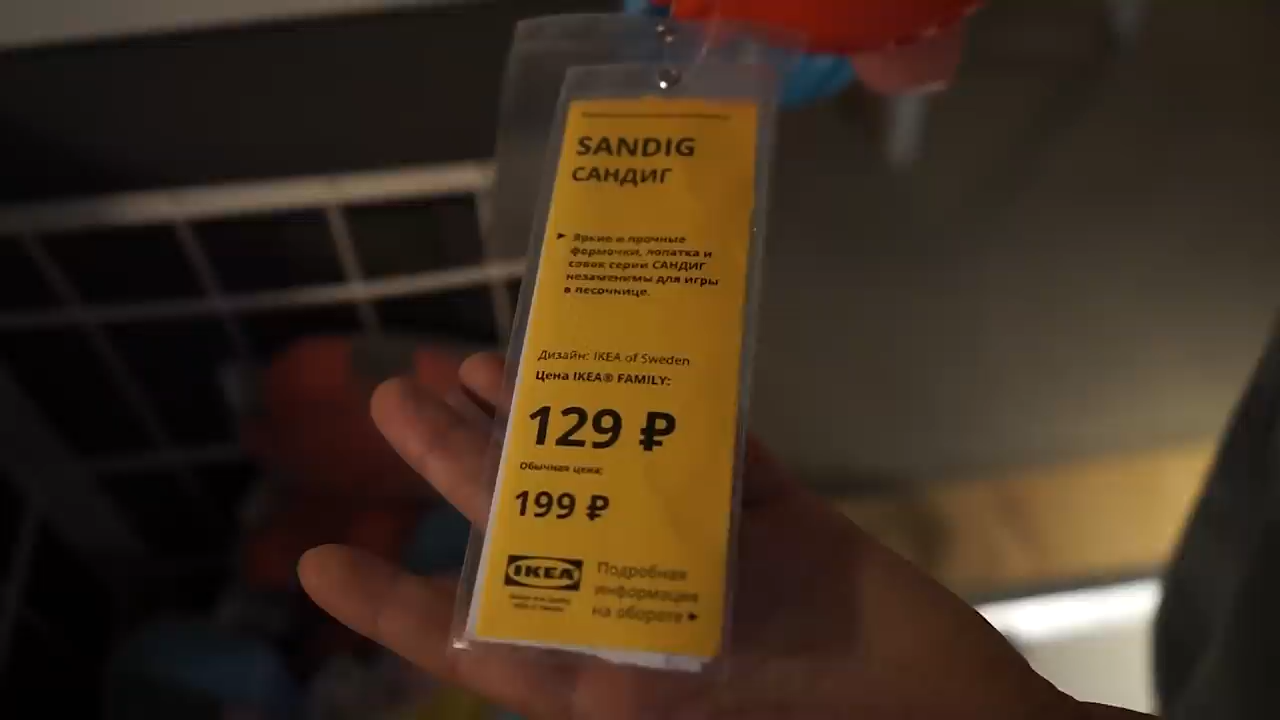 SANDIG
САНДИГ
▸ Яркие и прочные
формочки, лопатка и
совок серии САНДИГ
незаменимы для игры
в песочнице.
Дизайн: IKEA of Sweden
Цена IKEA® FAMILY:
129 ₽
Обычная цена:
199 ₽
IKEA
Подробная
информация
на обороте ▸